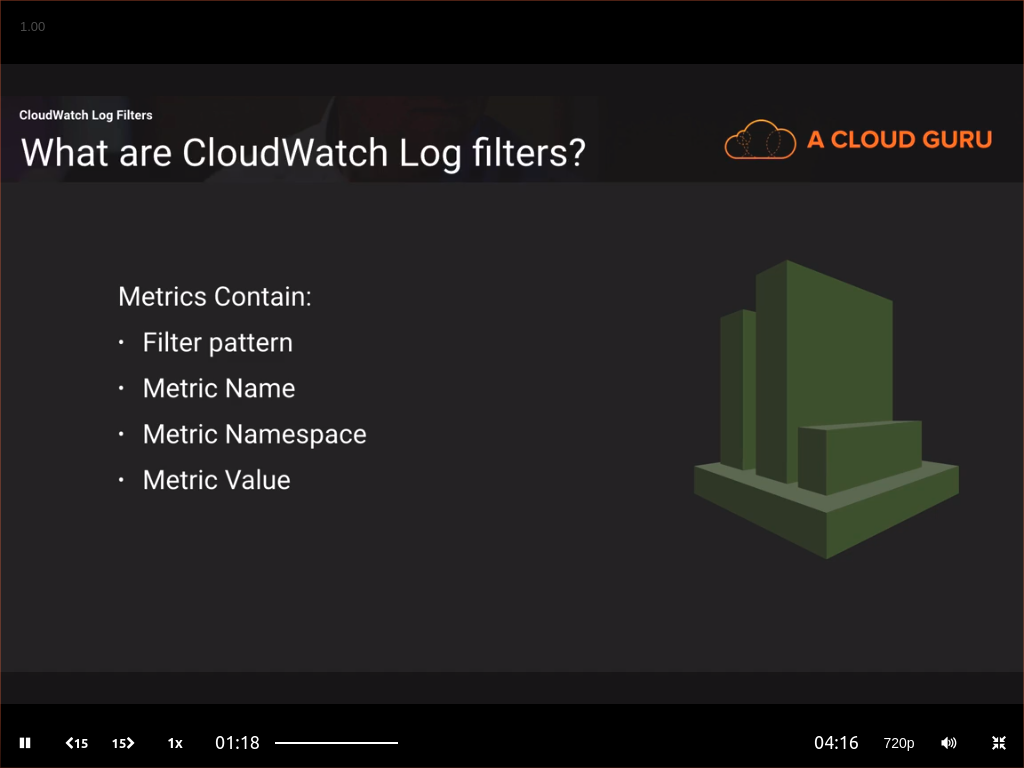 1.00
CloudWatch Log Filters
What are CloudWatch Log filters?
A CLOUD GURU
Metrics Contain:
• Filter pattern
• Metric Name
• Metric Namespace
• Metric Value
15 15 1x 01:18 04:16 720p